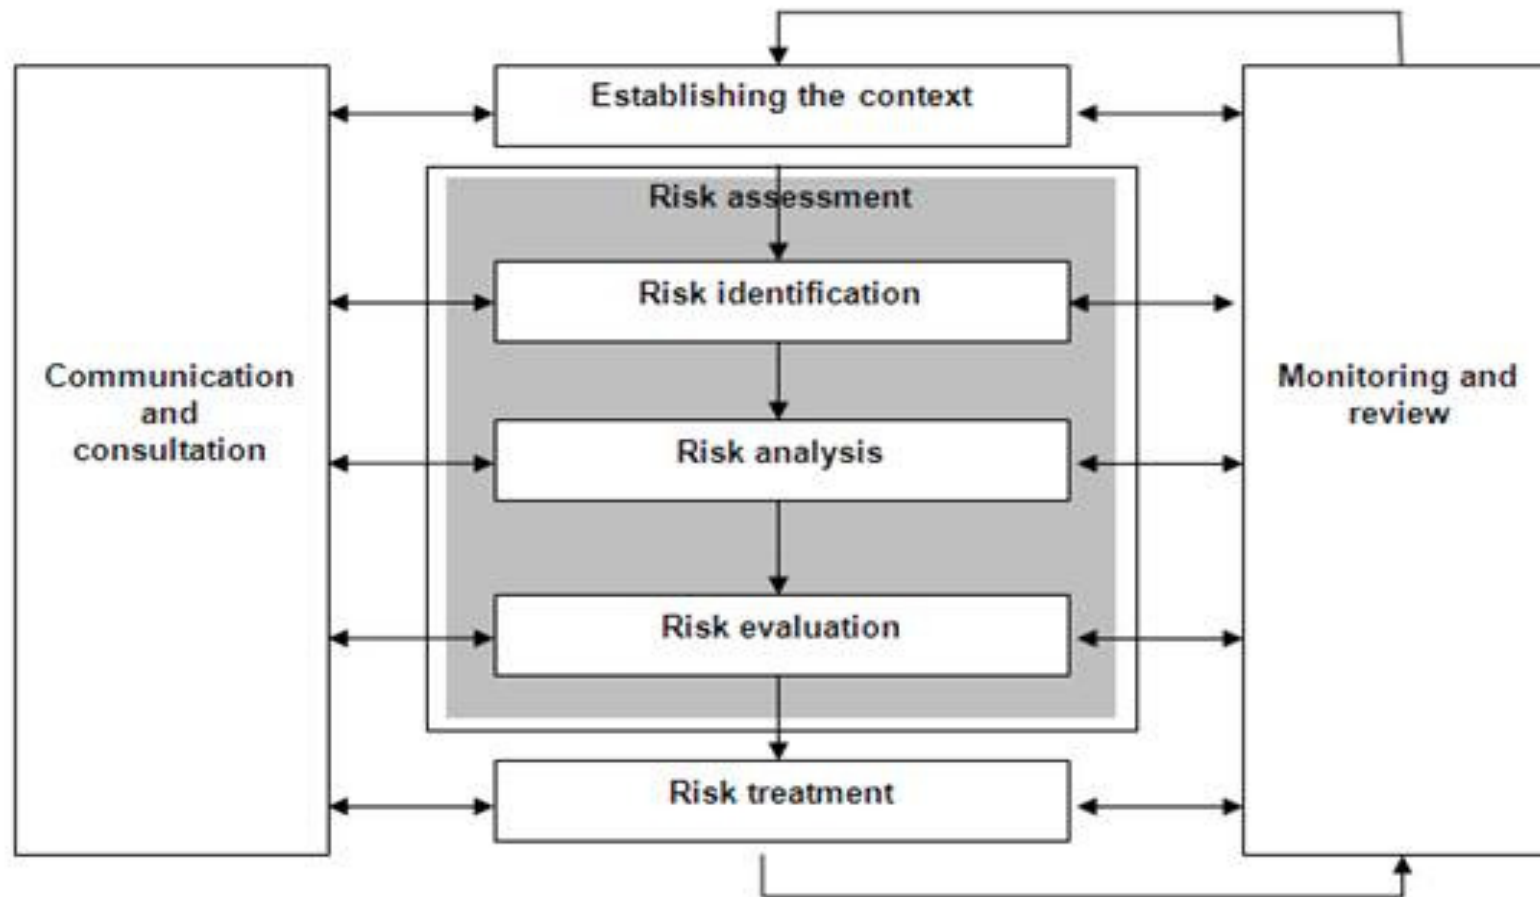 Establishing the context
Risk assessment
Risk identification
Communication
and
consultation
Monitoring and
review
Risk analysis
Risk evaluation
Risk treatment